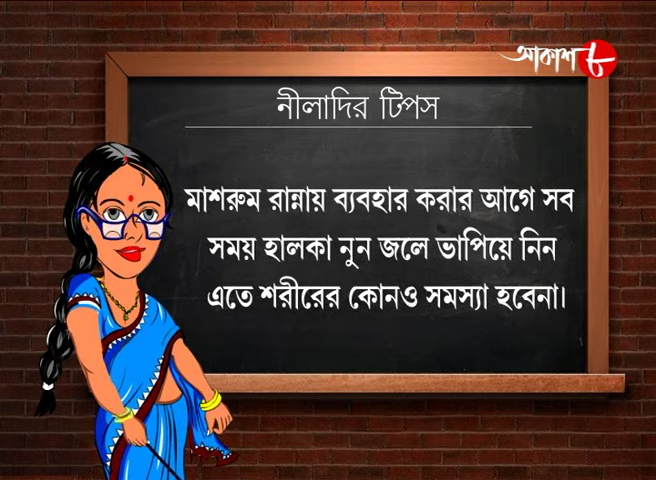 আকাশ ৮
নীলাদির টিপস
মাশরুম রান্নায় ব্যবহার করার আগে সব
সময় হালকা নুন জলে ভাপিয়ে নিন
এতে শরীরের কোনও সমস্যা হবেনা।